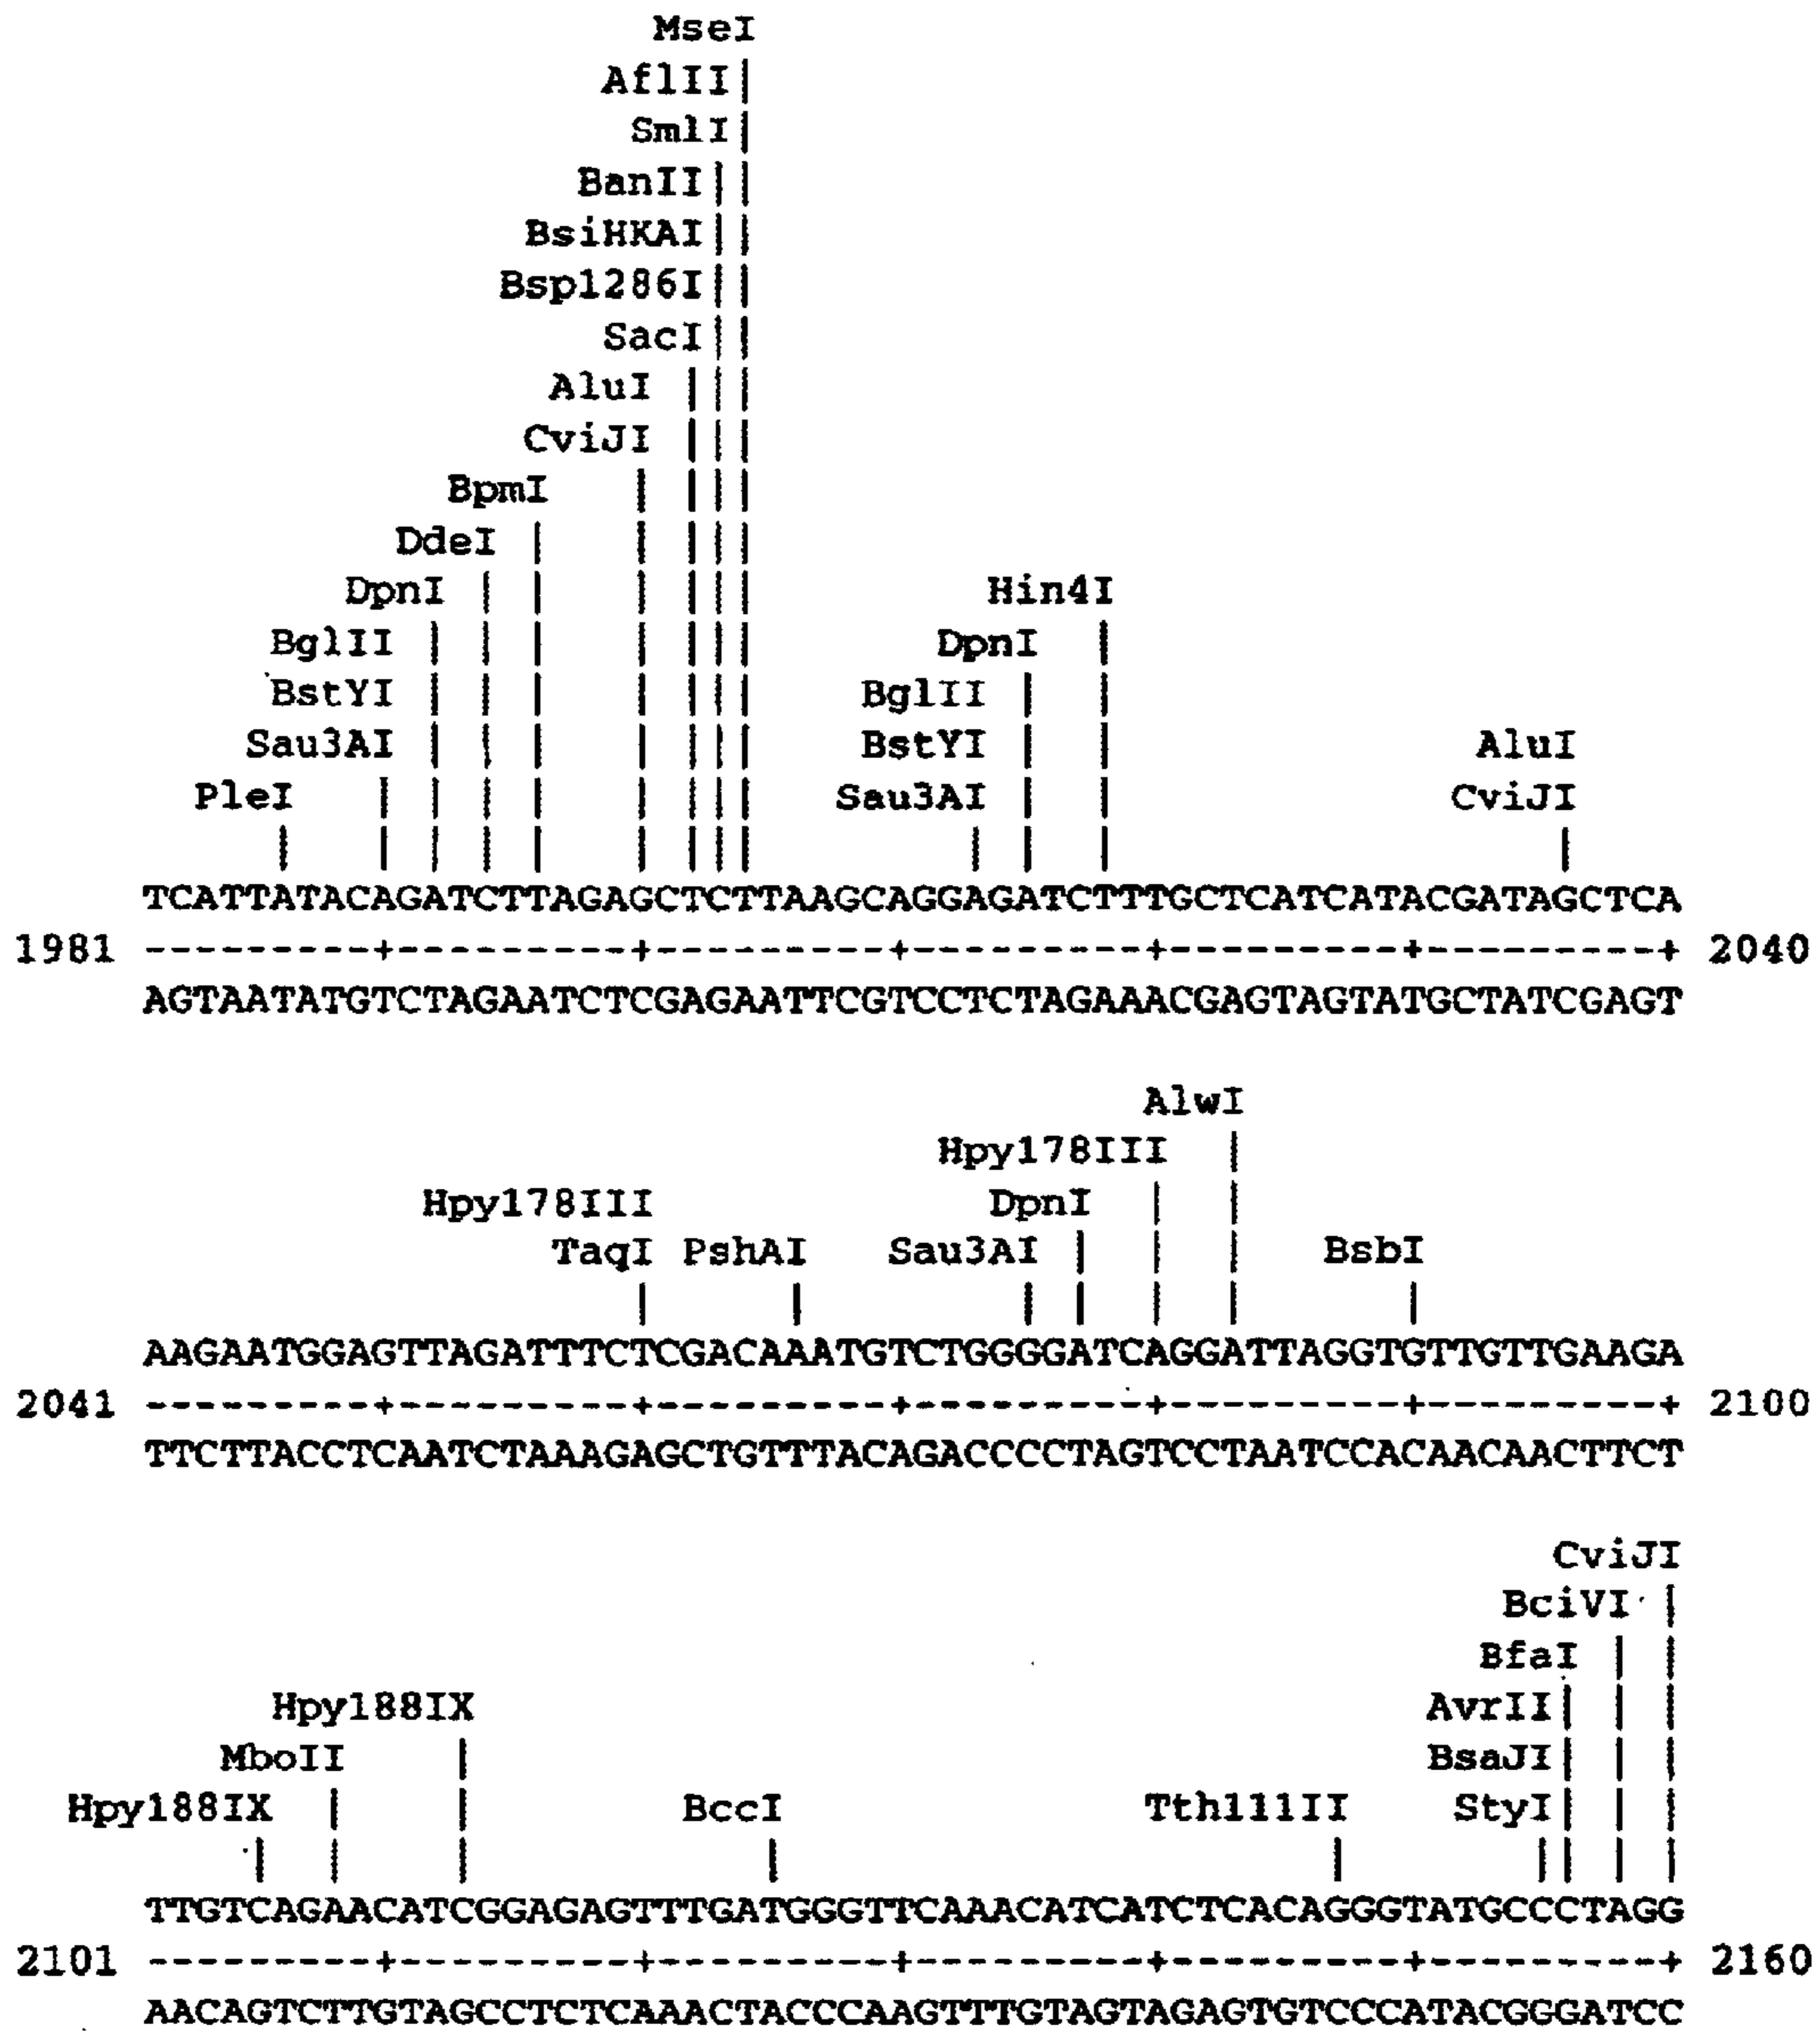 MseI
AflII
SmlI
BanII
BsiHKAI
Bsp1286I
SacI
AluI
CviJI
BpmI
DdeI
DpnI Hin4I
BglII DpnI
BstYI BglII
Sau3AI BstYI AluI
PleI Sau3AI CviJI
TCATTATACAGATCTTAGAGCTCTTAAGCAGGAGATCTTTGCTCATCATACGATAGCTCA
1981 ---------+---------+---------+---------+---------+---------+ 2040
AGTAATATGTCTAGAATCTCGAGAATTCGTCCTCTAGAAACGAGTAGTATGCTATCGAGT
AlwI
Hpy178III
Hpy178III DpnI
TaqI PshAI Sau3AI BsbI
AAGAATGGAGTTAGATTTCTCGACAAATGTCTGGGGATCAGGATTAGGTGTTGTTGAAGA
2041 ---------+---------+---------+---------+---------+---------+ 2100
TTCTTACCTCAATCTAAAGAGCTGTTTACAGACCCCTAGTCCTAATCCACAACAACTTCT
CviJI
BciVI
BfaI
Hpy188IX AvrII
MboII BsaJI
Hpy188IX BccI Tth111II StyI
TTGTCAGAACATCGGAGAGTTTGATGGGTTCAAACATCATCTCACAGGGTATGCCCTAGG
2101 ---------+---------+---------+---------+---------+---------+ 2160
AACAGTCTTGTAGCCTCTCAAACTACCCAAGTTTGTAGTAGAGTGTCCCATACGGGATCC